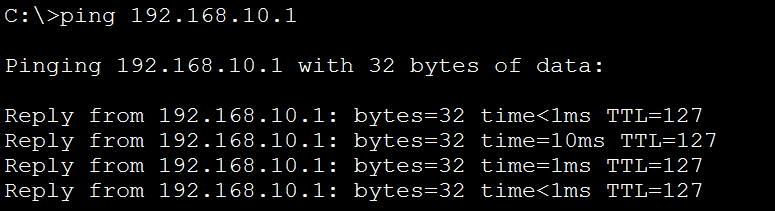 C:\>ping 192.168.10.1
Pinging 192.168.10.1 with 32 bytes of data:
Reply from 192.168.10.1: bytes=32 time<1ms TTL=127
Reply from 192.168.10.1: bytes=32 time=10ms TTL=127
Reply from 192.168.10.1: bytes=32 time=1ms TTL=127
Reply from 192.168.10.1: bytes=32 time<1ms TTL=127